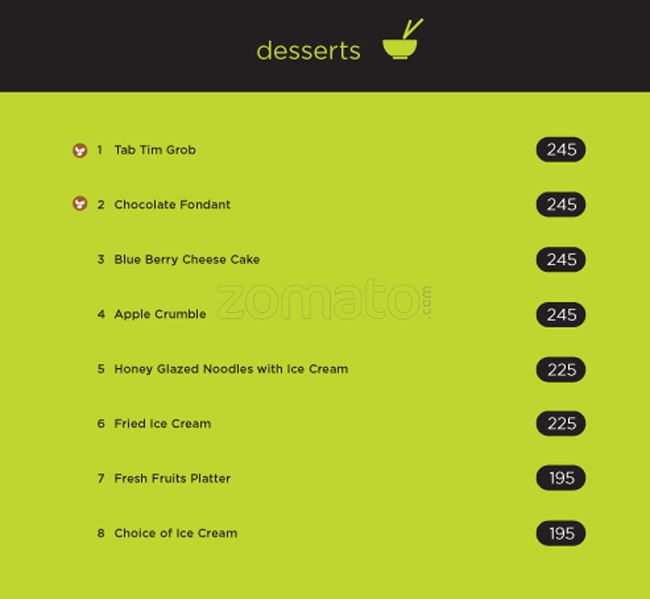 desserts
1 Tab Tim Grob 245
2 Chocolate Fondant 245
3 Blue Berry Cheese Cake 245
zomato.com
4 Apple Crumble 245
5 Honey Glazed Noodles with Ice Cream 225
6 Fried Ice Cream 225
7 Fresh Fruits Platter 195
8 Choice of Ice Cream 195